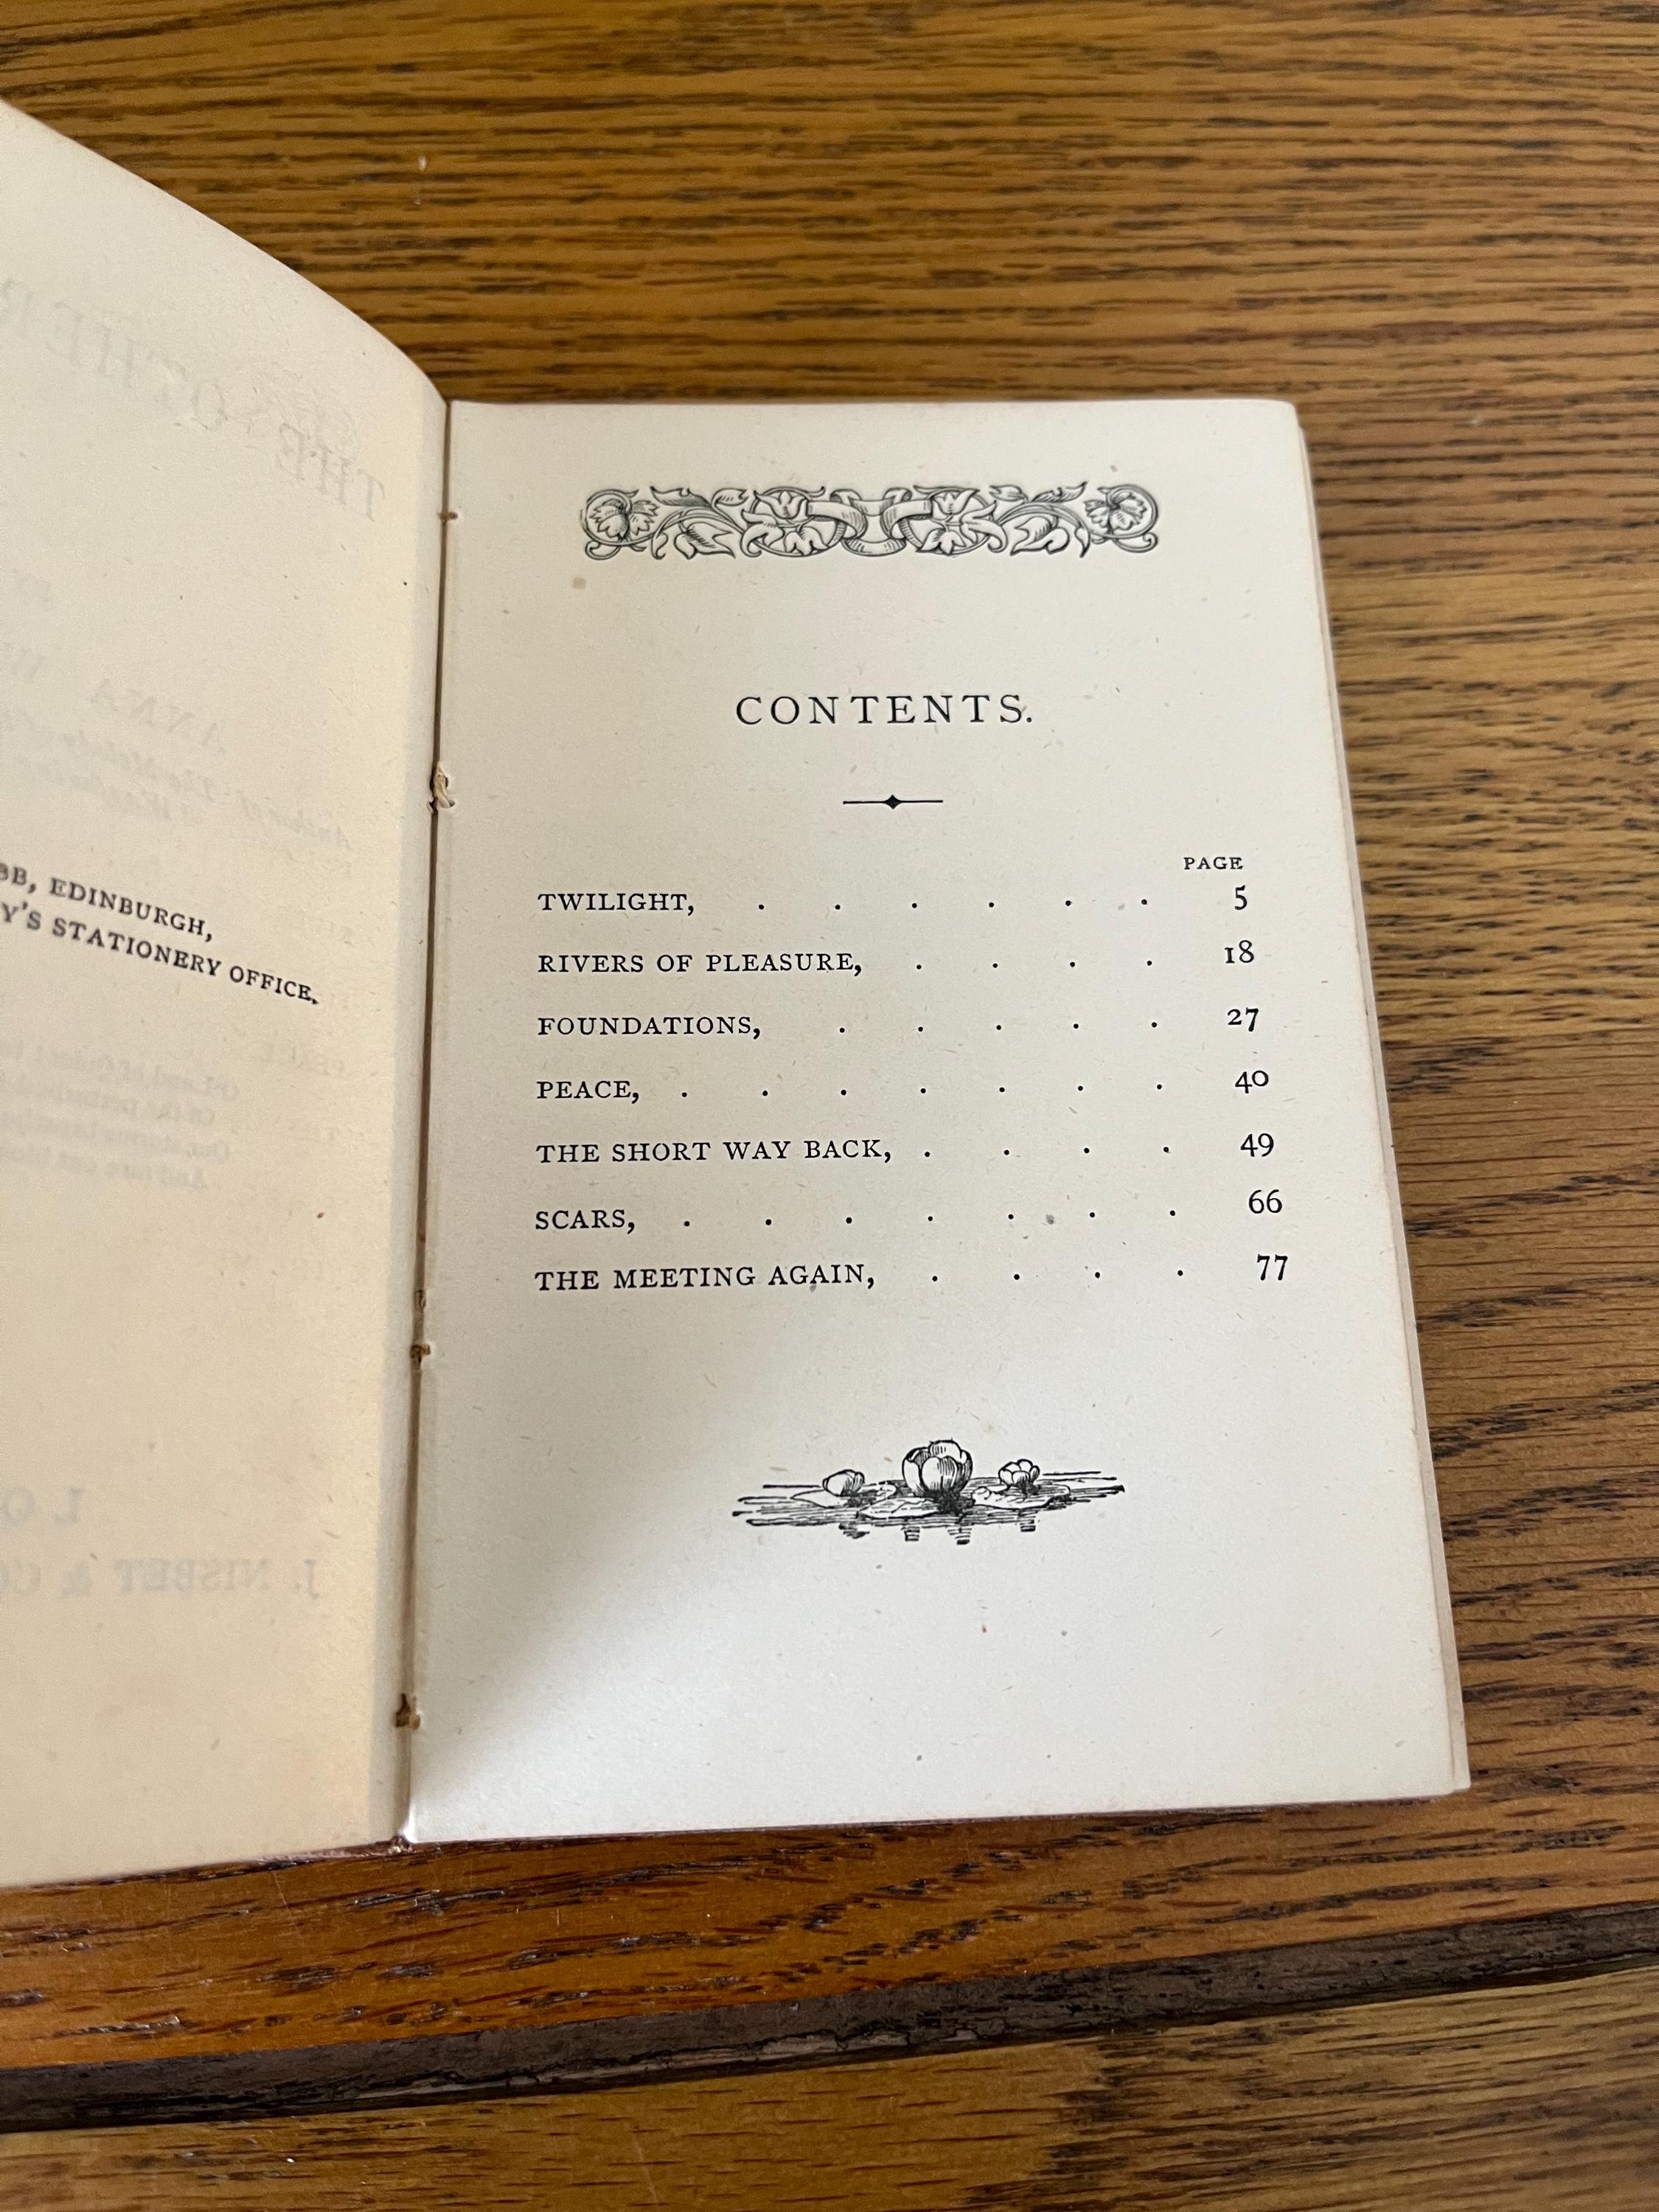 BB, EDINBURGH,
Y'S STATIONERY OFFICE.
CONTENTS.
PAGE
TWILIGHT, . . . . . . 5
RIVERS OF PLEASURE, . . . . 18
FOUNDATIONS, . . . . . 27
PEACE, . . . . . . . 40
THE SHORT WAY BACK, . . . . 49
SCARS, . . . . . . . 66
THE MEETING AGAIN, . . . . 77